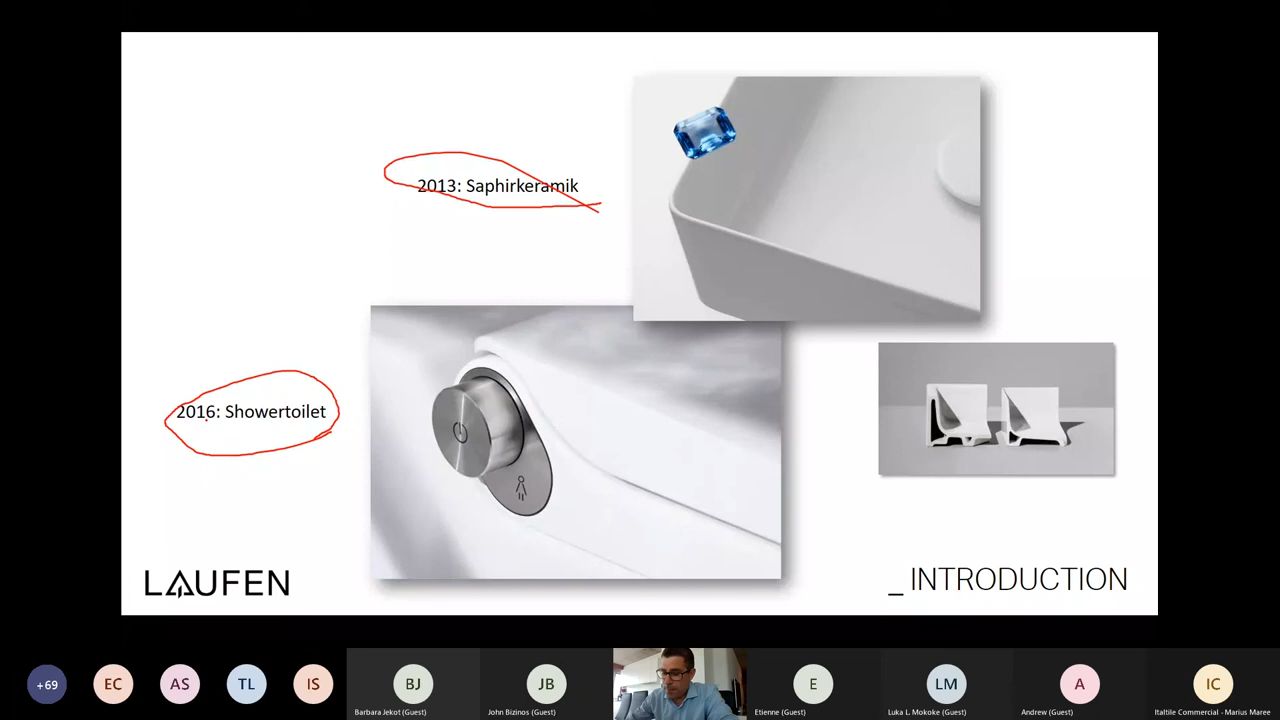 2013: Saphirkeramik
2016: Showertoilet
LAUFEN
_ INTRODUCTION
+69
EC
AS
TL
IS
BJ
Barbara Jekot (Guest)
JB
John Bizinos (Guest)
E
Etienne (Guest)
LM
Luka L. Mokoke (Guest)
A
Andrew (Guest)
IC
Italtile Commercial - Marius Maree